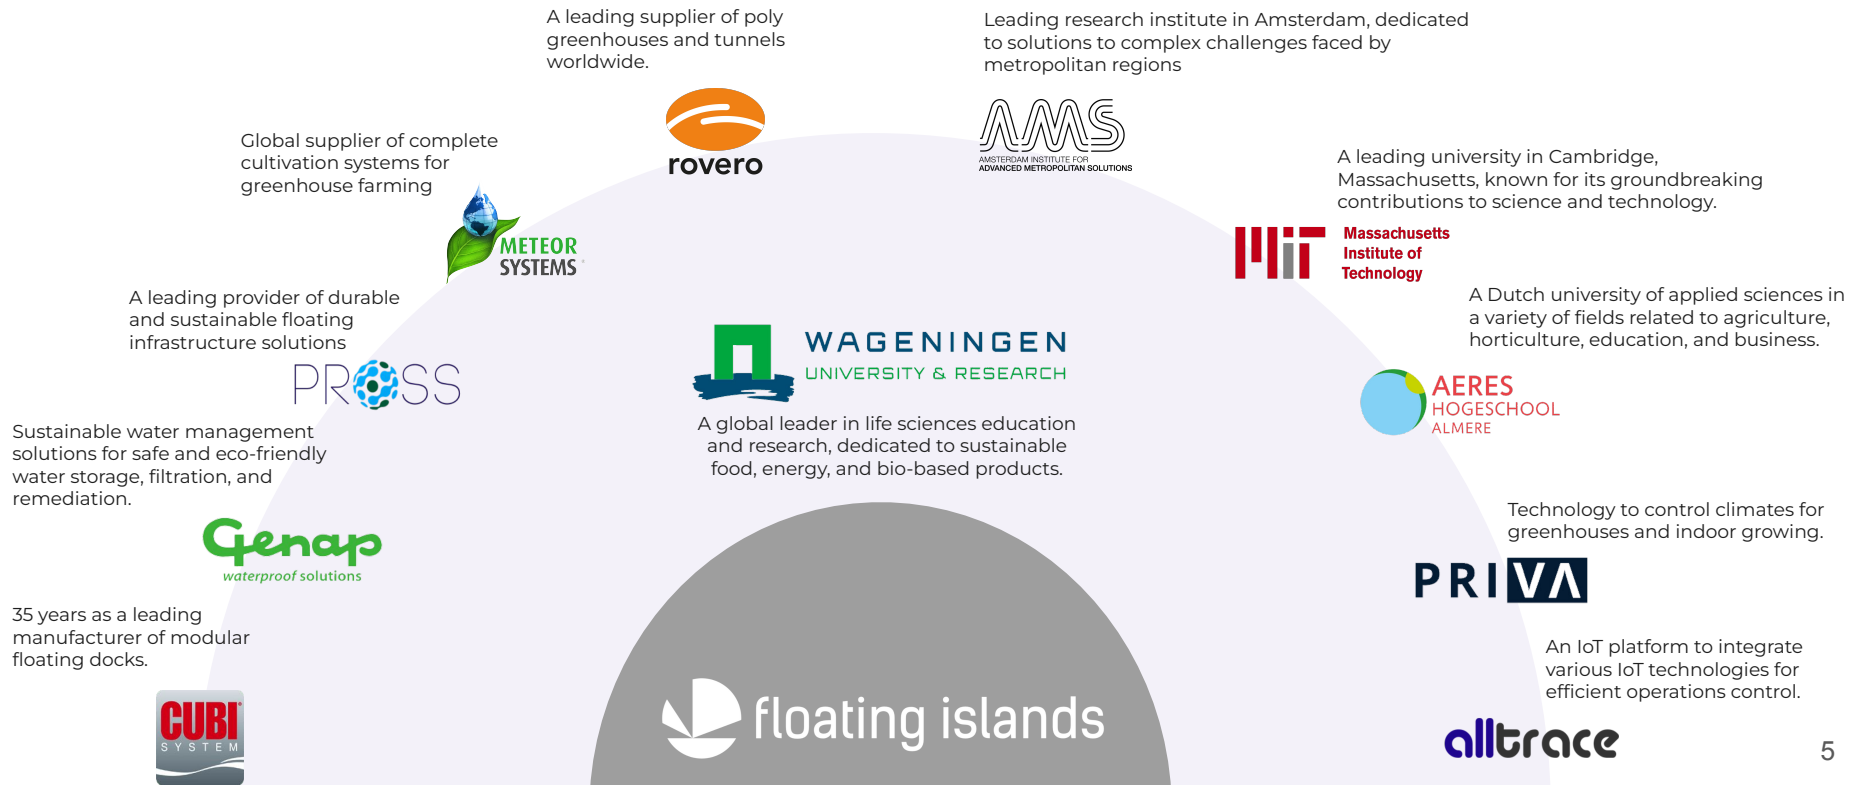 A leading supplier of poly
greenhouses and tunnels
worldwide.
rovero
Leading research institute in Amsterdam, dedicated
to solutions to complex challenges faced by
metropolitan regions
AMS
AMSTERDAM INSTITUTE FOR
ADVANCED METROPOLITAN SOLUTIONS
Global supplier of complete
cultivation systems for
greenhouse farming
METEOR
SYSTEMS
A leading university in Cambridge,
Massachusetts, known for its groundbreaking
contributions to science and technology.
MIT
Massachusetts
Institute of
Technology
A leading provider of durable
and sustainable floating
infrastructure solutions
PROSS
WAGENINGEN
UNIVERSITY & RESEARCH
A global leader in life sciences education
and research, dedicated to sustainable
food, energy, and bio-based products.
A Dutch university of applied sciences in
a variety of fields related to agriculture,
horticulture, education, and business.
AERES
HOGESCHOOL
ALMERE
Sustainable water management
solutions for safe and eco-friendly
water storage, filtration, and
remediation.
Genap
waterproof solutions
Technology to control climates for
greenhouses and indoor growing.
PRIVA
35 years as a leading
manufacturer of modular
floating docks.
CUBI
SYSTEM
floating islands
An IoT platform to integrate
various IoT technologies for
efficient operations control.
alltrace
5